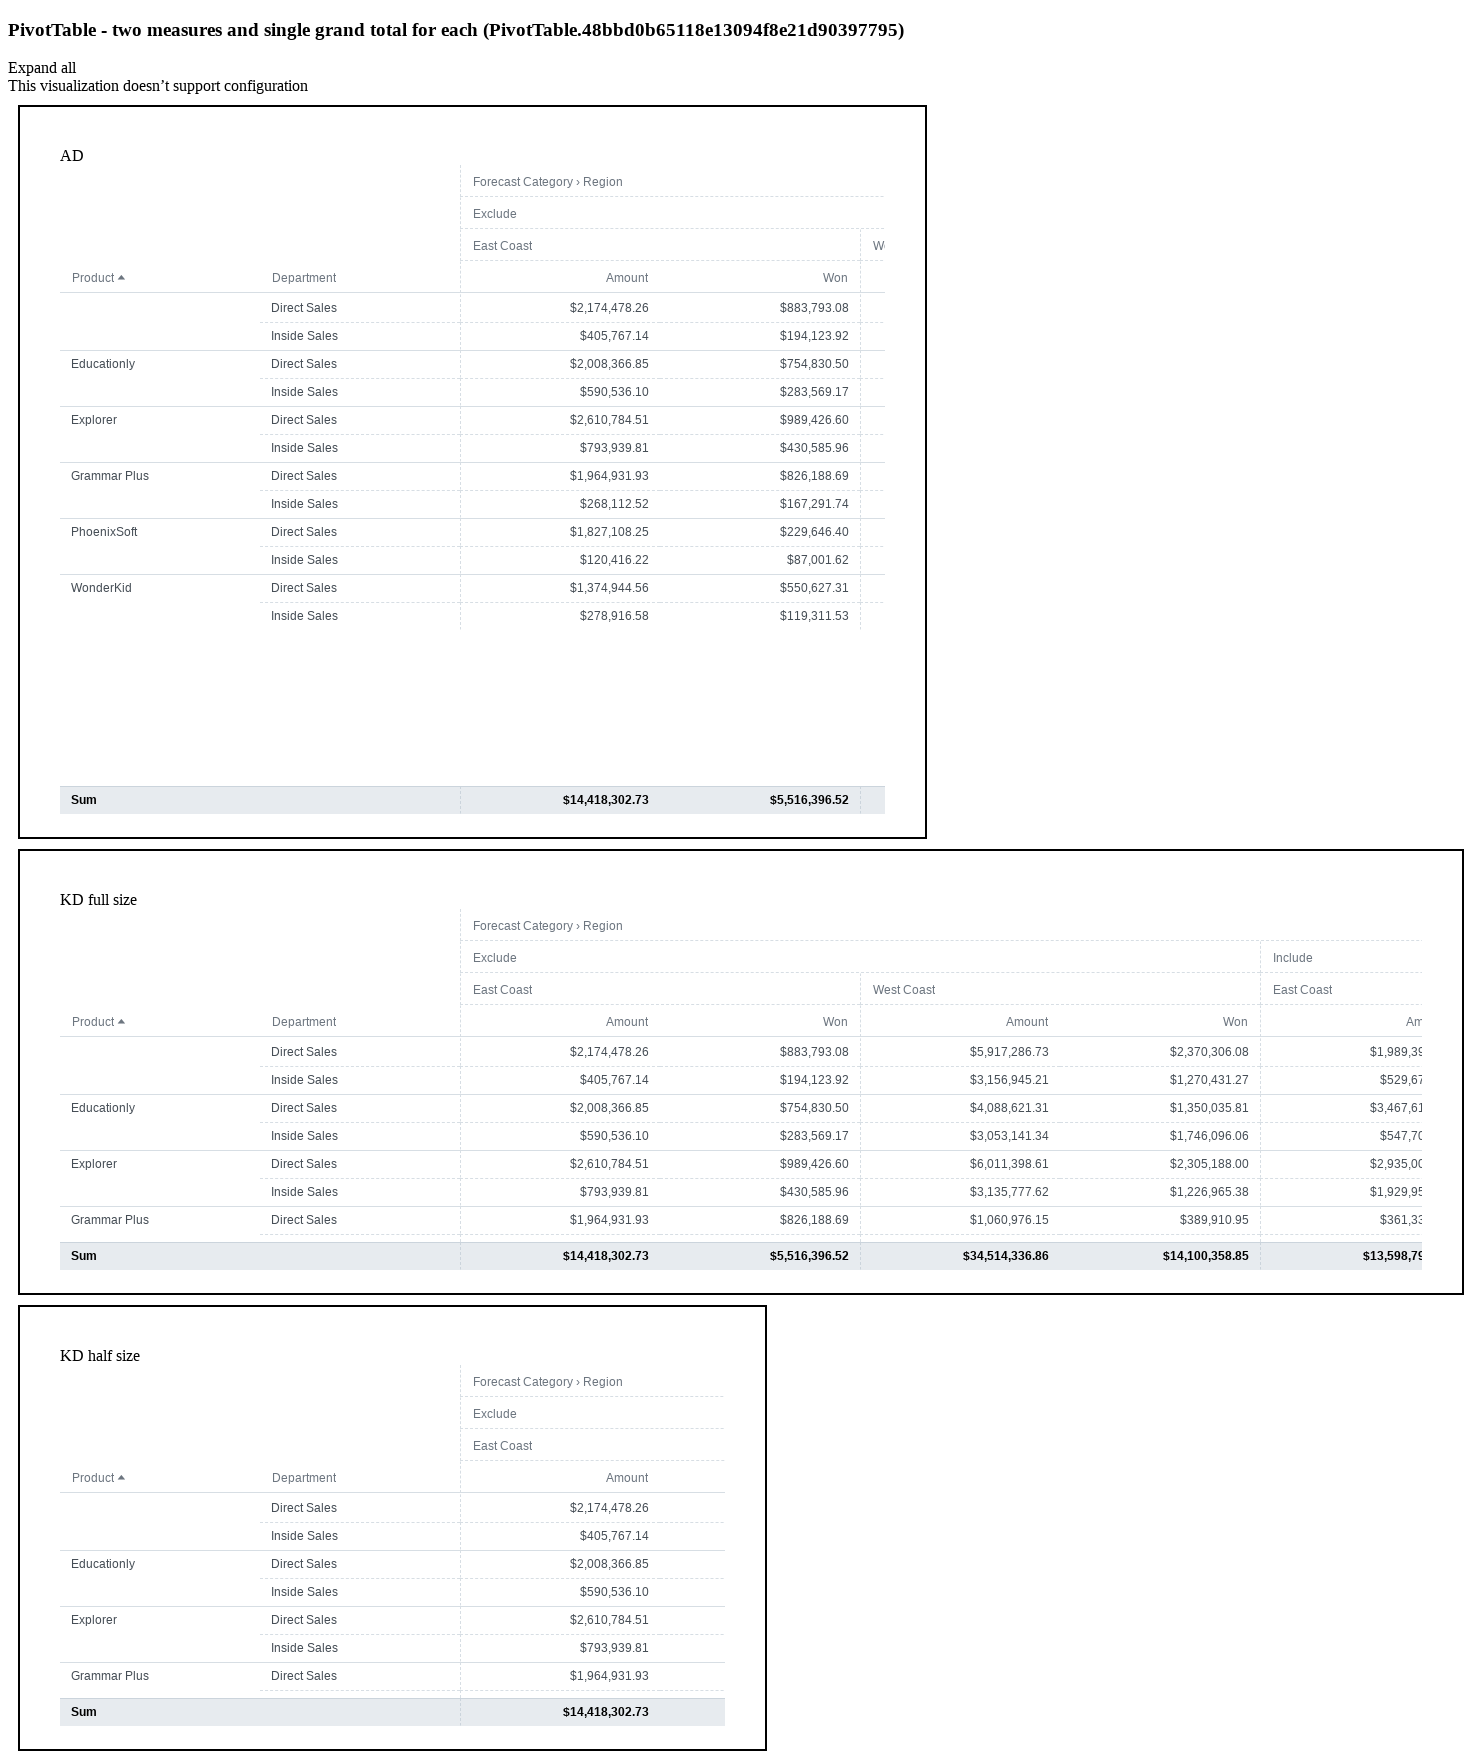 PivotTable - two measures and single grand total for each (PivotTable.48bbd0b65118e13094f8e21d90397795)
Expand all
This visualization doesn’t support configuration
AD
Forecast Category › Region
Exclude
East Coast
Product Department Amount Won
Direct Sales $2,174,478.26 $883,793.08
Inside Sales $405,767.14 $194,123.92
Educationly Direct Sales $2,008,366.85 $754,830.50
Inside Sales $590,536.10 $283,569.17
Explorer Direct Sales $2,610,784.51 $989,426.60
Inside Sales $793,939.81 $430,585.96
Grammar Plus Direct Sales $1,964,931.93 $826,188.69
Inside Sales $268,112.52 $167,291.74
PhoenixSoft Direct Sales $1,827,108.25 $229,646.40
Inside Sales $120,416.22 $87,001.62
WonderKid Direct Sales $1,374,944.56 $550,627.31
Inside Sales $278,916.58 $119,311.53
Sum $14,418,302.73 $5,516,396.52
KD full size
Forecast Category › Region
Exclude Include
East Coast West Coast East Coast
Product Department Amount Won Amount Won Am
Direct Sales $2,174,478.26 $883,793.08 $5,917,286.73 $2,370,306.08 $1,989,39
Inside Sales $405,767.14 $194,123.92 $3,156,945.21 $1,270,431.27 $529,67
Educationly Direct Sales $2,008,366.85 $754,830.50 $4,088,621.31 $1,350,035.81 $3,467,61
Inside Sales $590,536.10 $283,569.17 $3,053,141.34 $1,746,096.06 $547,70
Explorer Direct Sales $2,610,784.51 $989,426.60 $6,011,398.61 $2,305,188.00 $2,935,00
Inside Sales $793,939.81 $430,585.96 $3,135,777.62 $1,226,965.38 $1,929,95
Grammar Plus Direct Sales $1,964,931.93 $826,188.69 $1,060,976.15 $389,910.95 $361,33
Sum $14,418,302.73 $5,516,396.52 $34,514,336.86 $14,100,358.85 $13,598,79
KD half size
Forecast Category › Region
Exclude
East Coast
Product Department Amount
Direct Sales $2,174,478.26
Inside Sales $405,767.14
Educationly Direct Sales $2,008,366.85
Inside Sales $590,536.10
Explorer Direct Sales $2,610,784.51
Inside Sales $793,939.81
Grammar Plus Direct Sales $1,964,931.93
Sum $14,418,302.73